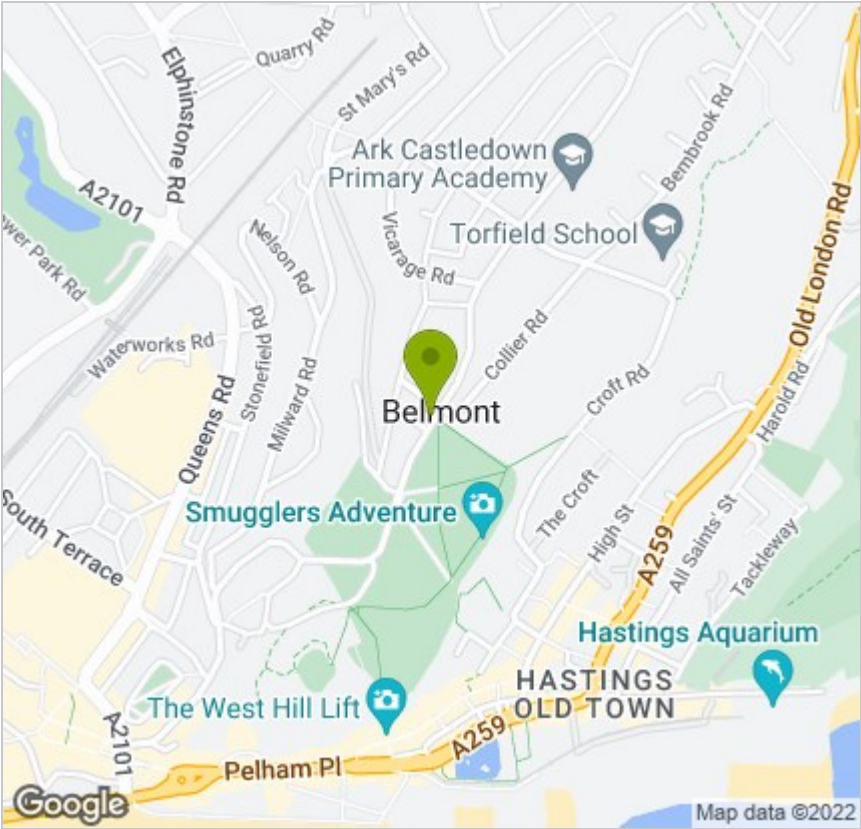 Quarry Rd
Elphinstone Rd
St Mary's Rd
Ark Castledown
Primary Academy
Bembrook Rd
A2101
ower Park Rd
Nelson Rd
Vicarage Rd
Torfield School
Old London Rd
Waterworks Rd
Stonefield Rd
Queens Rd
Milward Rd
Collier Rd
Croft Rd
Harold Rd
Belmont
South Terrace
Smugglers Adventure
The Croft
High St
A259
All Saints' St
Tackleway
Hastings Aquarium
HASTINGS
OLD TOWN
The West Hill Lift
A2101
A259
Pelham Pl
Google
Map data ©2022